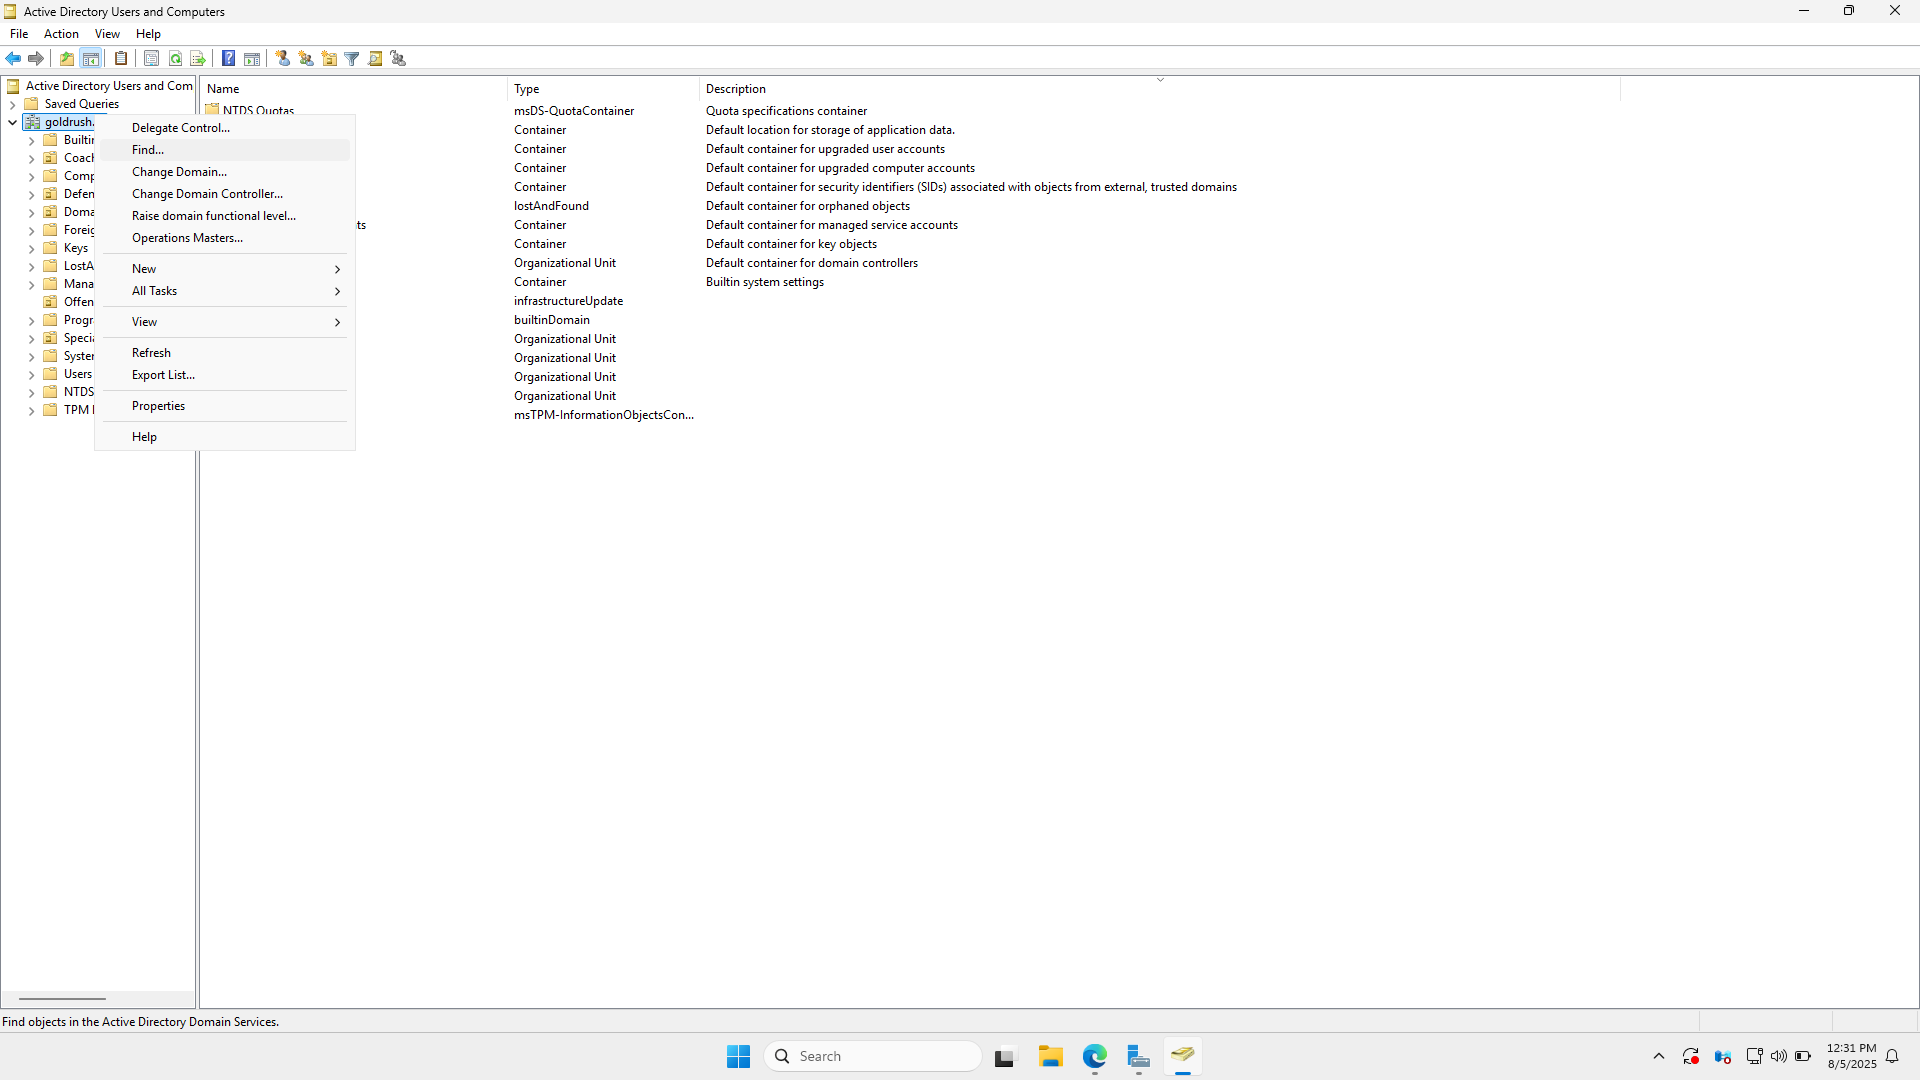 Active Directory Users and Computers
File Action View Help
Active Directory Users and Com
Saved Queries
goldrush.
Builtin
Coach
Comp
Defen
Doma
Foreig
Keys
LostA
Mana
Offen
Progr
Specia
System
Users
NTDS
TPM
Delegate Control...
Find...
Change Domain...
Change Domain Controller...
Raise domain functional level...
Operations Masters...
New
All Tasks
View
Refresh
Export List...
Properties
Help
Name Type Description
NTDS Quotas msDS-QuotaContainer Quota specifications container
Container Default location for storage of application data.
Container Default container for upgraded user accounts
Container Default container for upgraded computer accounts
Container Default container for security identifiers (SIDs) associated with objects from external, trusted domains
lostAndFound Default container for orphaned objects
ts Container Default container for managed service accounts
Container Default container for key objects
Organizational Unit Default container for domain controllers
Container Builtin system settings
infrastructureUpdate
builtinDomain
Organizational Unit
Organizational Unit
Organizational Unit
Organizational Unit
msTPM-InformationObjectsCon...
Find objects in the Active Directory Domain Services.
Search
12:31 PM
8/5/2025